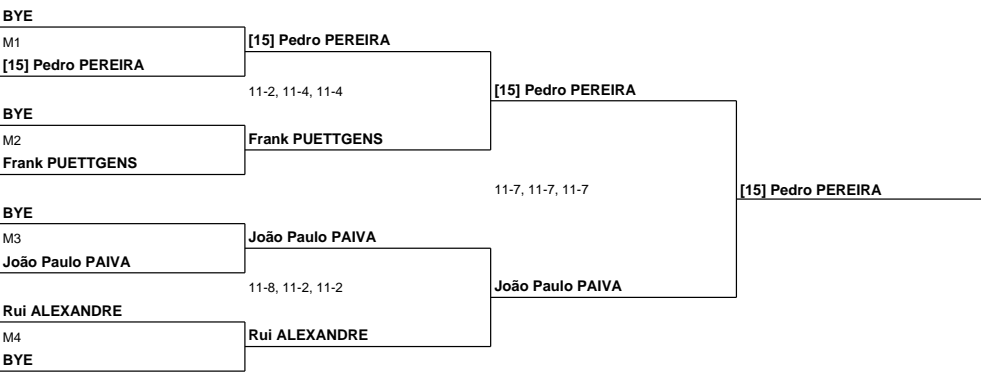 BYE
M1
[15] Pedro PEREIRA
[15] Pedro PEREIRA
11-2, 11-4, 11-4
[15] Pedro PEREIRA
BYE
M2
Frank PUETTGENS
Frank PUETTGENS
11-7, 11-7, 11-7
[15] Pedro PEREIRA
BYE
M3
João Paulo PAIVA
João Paulo PAIVA
11-8, 11-2, 11-2
João Paulo PAIVA
Rui ALEXANDRE
M4
Rui ALEXANDRE
BYE